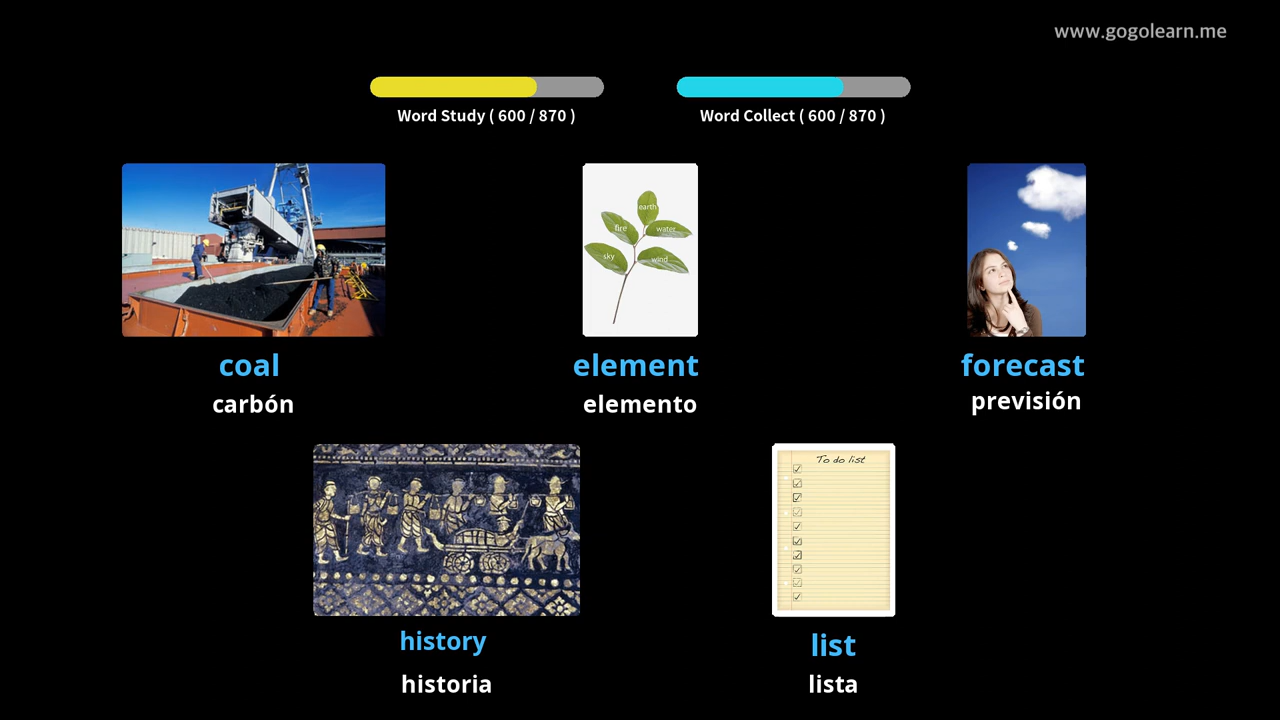 www.gogolearn.me
Word Study ( 600 / 870 )
Word Collect ( 600 / 870 )
earth
fire
water
sky
wind
coal
element
forecast
carbón
elemento
previsión
To do list
history
list
historia
lista